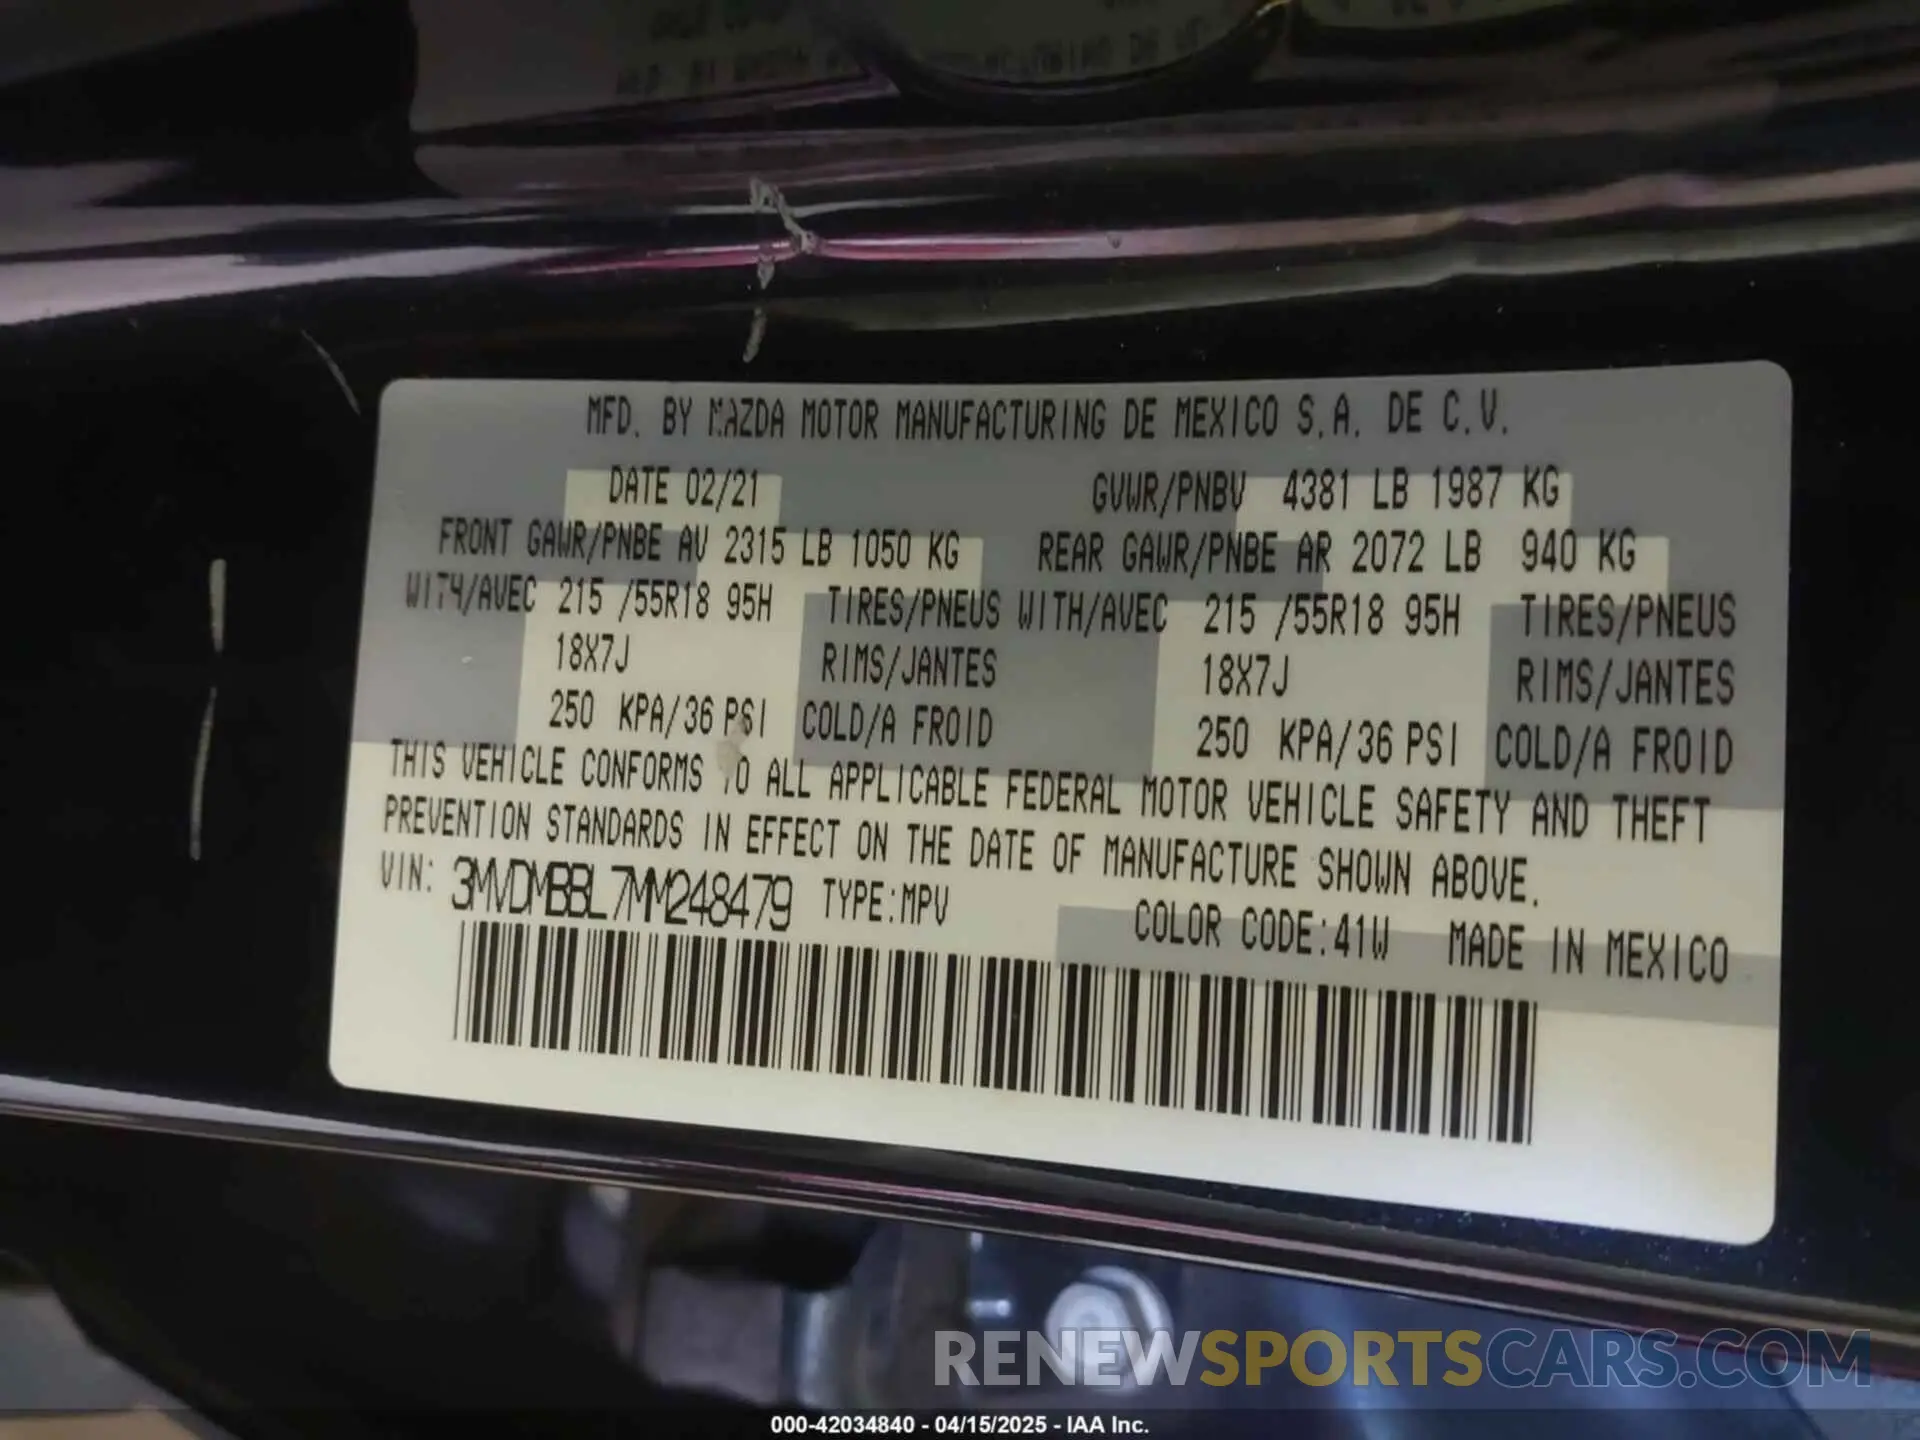 MFD. BY MAZDA MOTOR MANUFACTURING DE MEXICO S.A. DE C.V.
DATE 02/21 GVWR/PNBV 4381 LB 1987 KG
FRONT GAWR/PNBE AV 2315 LB 1050 KG REAR GAWR/PNBE AR 2072 LB 940 KG
WITH/AVEC 215 /55R18 95H TIRES/PNEUS WITH/AVEC 215 /55R18 95H TIRES/PNEUS
18X7J RIMS/JANTES 18X7J RIMS/JANTES
250 KPA/36 PSI COLD/A FROID 250 KPA/36 PSI COLD/A FROID
THIS VEHICLE CONFORMS TO ALL APPLICABLE FEDERAL MOTOR VEHICLE SAFETY AND THEFT
PREVENTION STANDARDS IN EFFECT ON THE DATE OF MANUFACTURE SHOWN ABOVE.
VIN: 3MVDMBBL7MM248479 TYPE:MPV COLOR CODE:41W MADE IN MEXICO
RENEWSPORTSCARS.COM
000-42034840 - 04/15/2025 - IAA Inc.